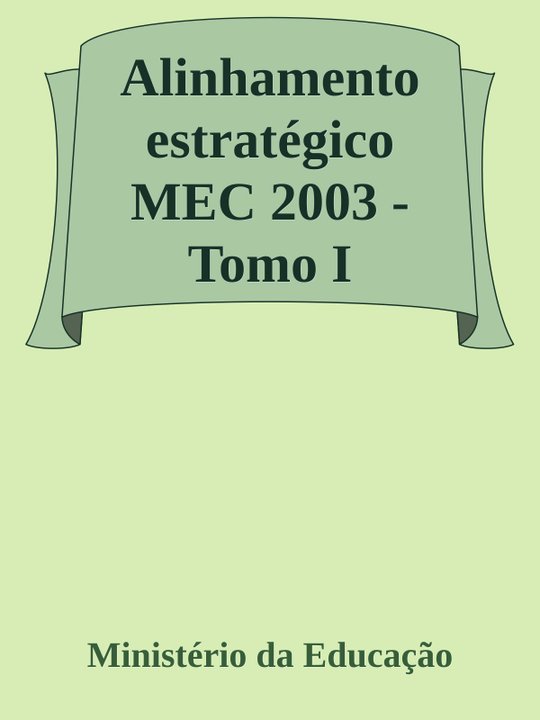 Alinhamento
estratégico
MEC 2003 -
Tomo I
Ministério da Educação